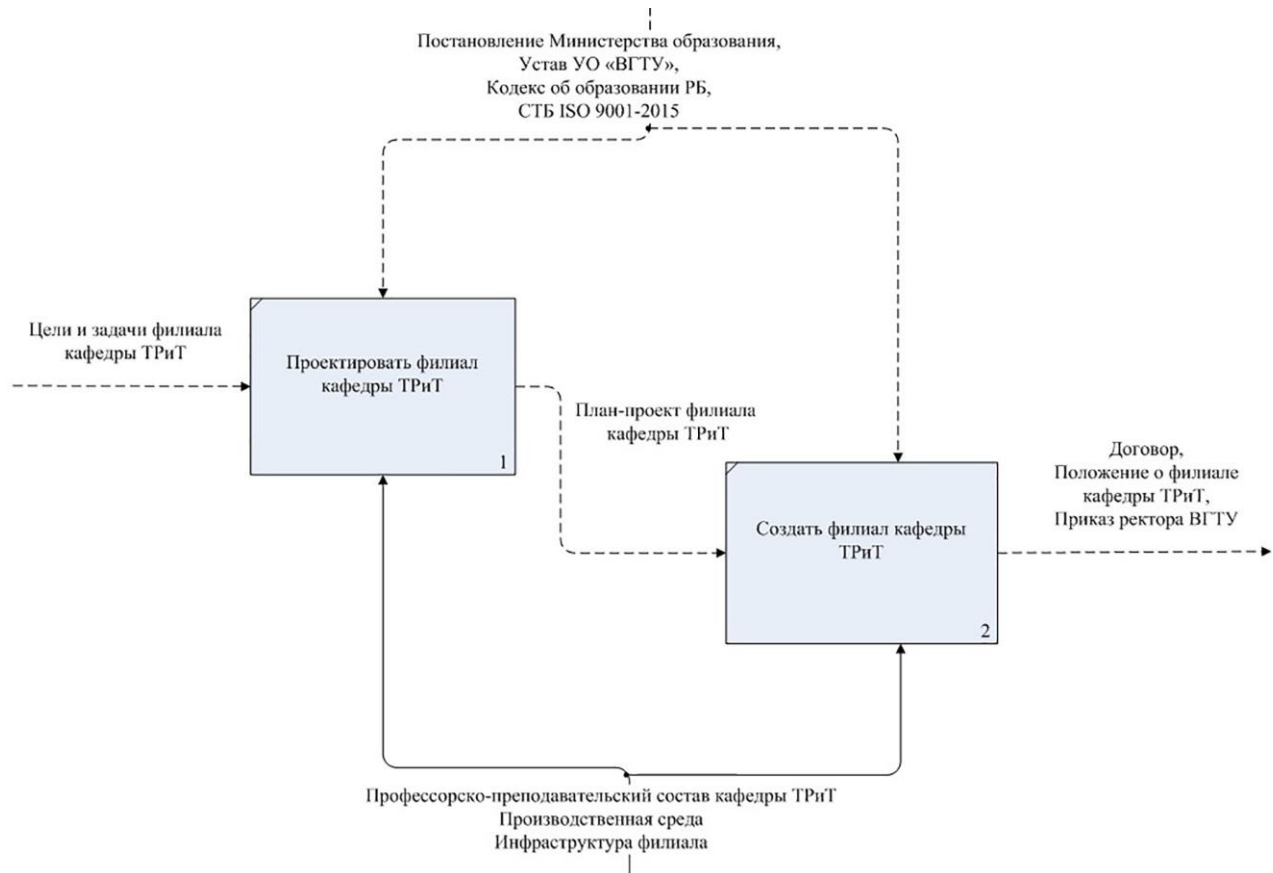 Постановление Министерства образования,
Устав УО «ВГТУ»,
Кодекс об образовании РБ,
СТБ ISO 9001-2015
Цели и задачи филиала
кафедры ТРиТ
Проектировать филиал
кафедры ТРиТ
1
План-проект филиала
кафедры ТРиТ
Создать филиал кафедры
ТРиТ
2
Договор,
Положение о филиале
кафедры ТРиТ,
Приказ ректора ВГТУ
Профессорско-преподавательский состав кафедры ТРиТ
Производственная среда
Инфраструктура филиала